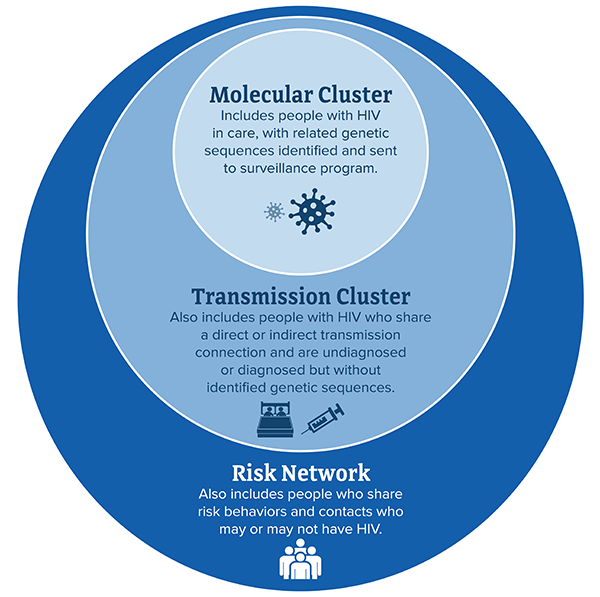 Molecular Cluster
Includes people with HIV
in care, with related genetic
sequences identified and sent
to surveillance program.
Transmission Cluster
Also includes people with HIV who share
a direct or indirect transmission
connection and are undiagnosed
or diagnosed but without
identified genetic sequences.
Risk Network
Also includes people who share
risk behaviors and contacts who
may or may not have HIV.